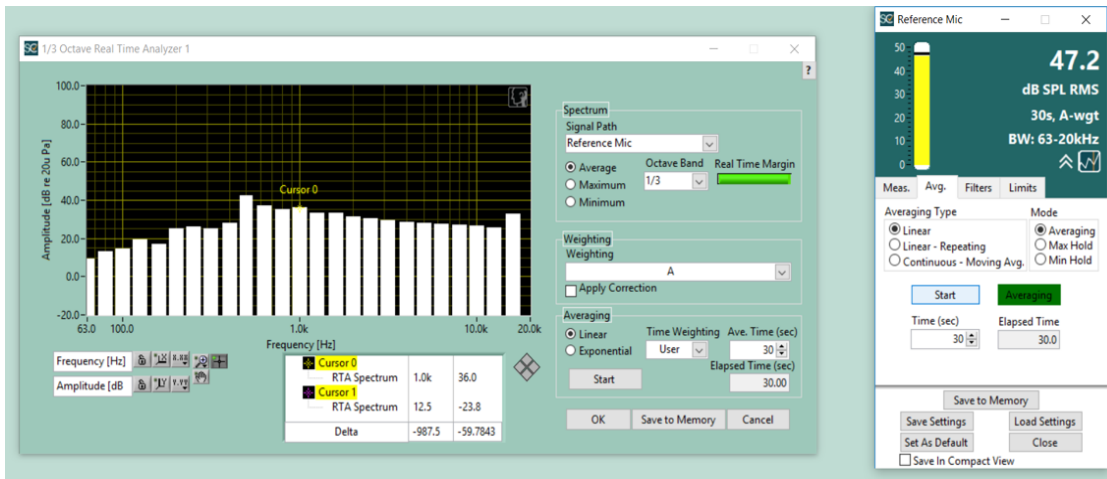 SC 1/3 Octave Real Time Analyzer 1
?
100.0
80.0
60.0
40.0
20.0
0.0
-20.0
Amplitude [dB re 20u Pa]
Cursor 0
63.0 100.0 1.0k 10.0k 20.0k
Frequency [Hz]
Frequency [Hz]
Amplitude [dB
Cursor 0
RTA Spectrum 1.0k 36.0
Cursor 1
RTA Spectrum 12.5 -23.8
Delta -987.5 -59.7843
Spectrum
Signal Path
Reference Mic
Average
Maximum
Minimum
Octave Band Real Time Margin
1/3
Weighting
Weighting
A
Apply Correction
Averaging
Linear
Exponential
Time Weighting Ave. Time (sec)
User 30
Elapsed Time (sec)
Start 30.00
OK Save to Memory Cancel
SC Reference Mic
50
40
30
20
10
0
47.2
dB SPL RMS
30s, A-wgt
BW: 63-20kHz
Meas. Avg. Filters Limits
Averaging Type Mode
Linear Averaging
Linear - Repeating Max Hold
Continuous - Moving Avg. Min Hold
Start Averaging
Time (sec) Elapsed Time
30 30.0
Save to Memory
Save Settings Load Settings
Set As Default Close
Save In Compact View